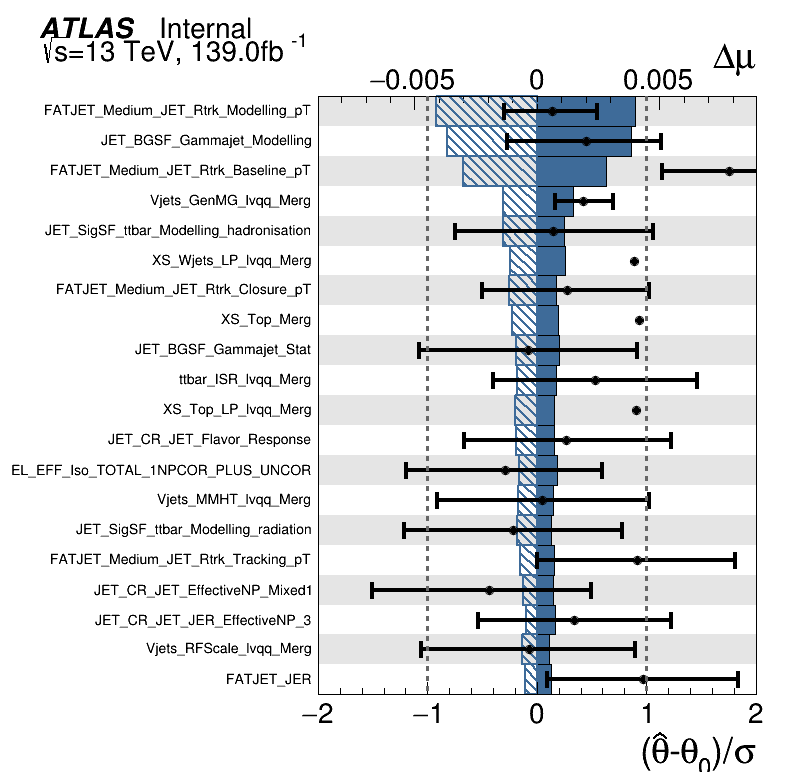 ATLAS Internal
√s=13 TeV, 139.0fb -1
Δμ
−0.005 0 0.005
FATJET_Medium_JET_Rtrk_Modelling_pT
JET_BGSF_Gammajet_Modelling
FATJET_Medium_JET_Rtrk_Baseline_pT
Vjets_GenMG_lvqq_Merg
JET_SigSF_ttbar_Modelling_hadronisation
XS_Wjets_LP_lvqq_Merg
FATJET_Medium_JET_Rtrk_Closure_pT
XS_Top_Merg
JET_BGSF_Gammajet_Stat
ttbar_ISR_lvqq_Merg
XS_Top_LP_lvqq_Merg
JET_CR_JET_Flavor_Response
EL_EFF_Iso_TOTAL_1NPCOR_PLUS_UNCOR
Vjets_MMHT_lvqq_Merg
JET_SigSF_ttbar_Modelling_radiation
FATJET_Medium_JET_Rtrk_Tracking_pT
JET_CR_JET_EffectiveNP_Mixed1
JET_CR_JET_JER_EffectiveNP_3
Vjets_RFScale_lvqq_Merg
FATJET_JER
−2 −1 0 1 2
(θ̂-θ₀)/σ